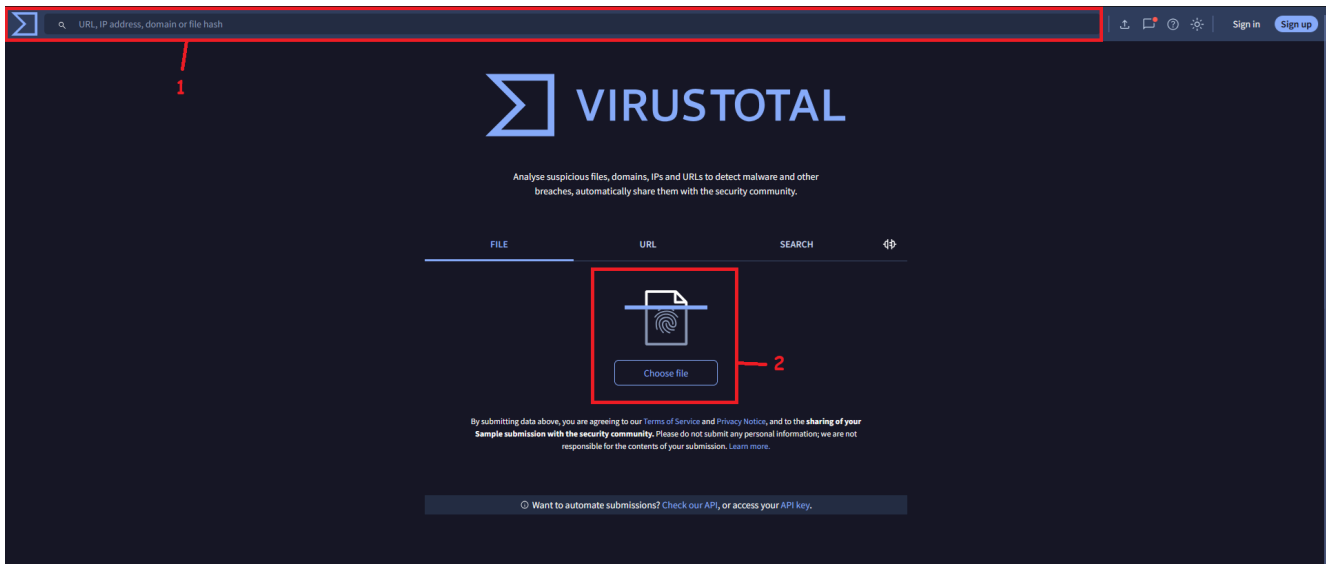 URL, IP address, domain or file hash
Sign in
Sign up
1
VIRUSTOTAL
Analyse suspicious files, domains, IPs and URLs to detect malware and other
breaches, automatically share them with the security community.
FILE
URL
SEARCH
Choose file
2
By submitting data above, you are agreeing to our Terms of Service and Privacy Notice, and to the sharing of your
Sample submission with the security community. Please do not submit any personal information; we are not
responsible for the contents of your submission. Learn more.
Want to automate submissions? Check our API, or access your API key.